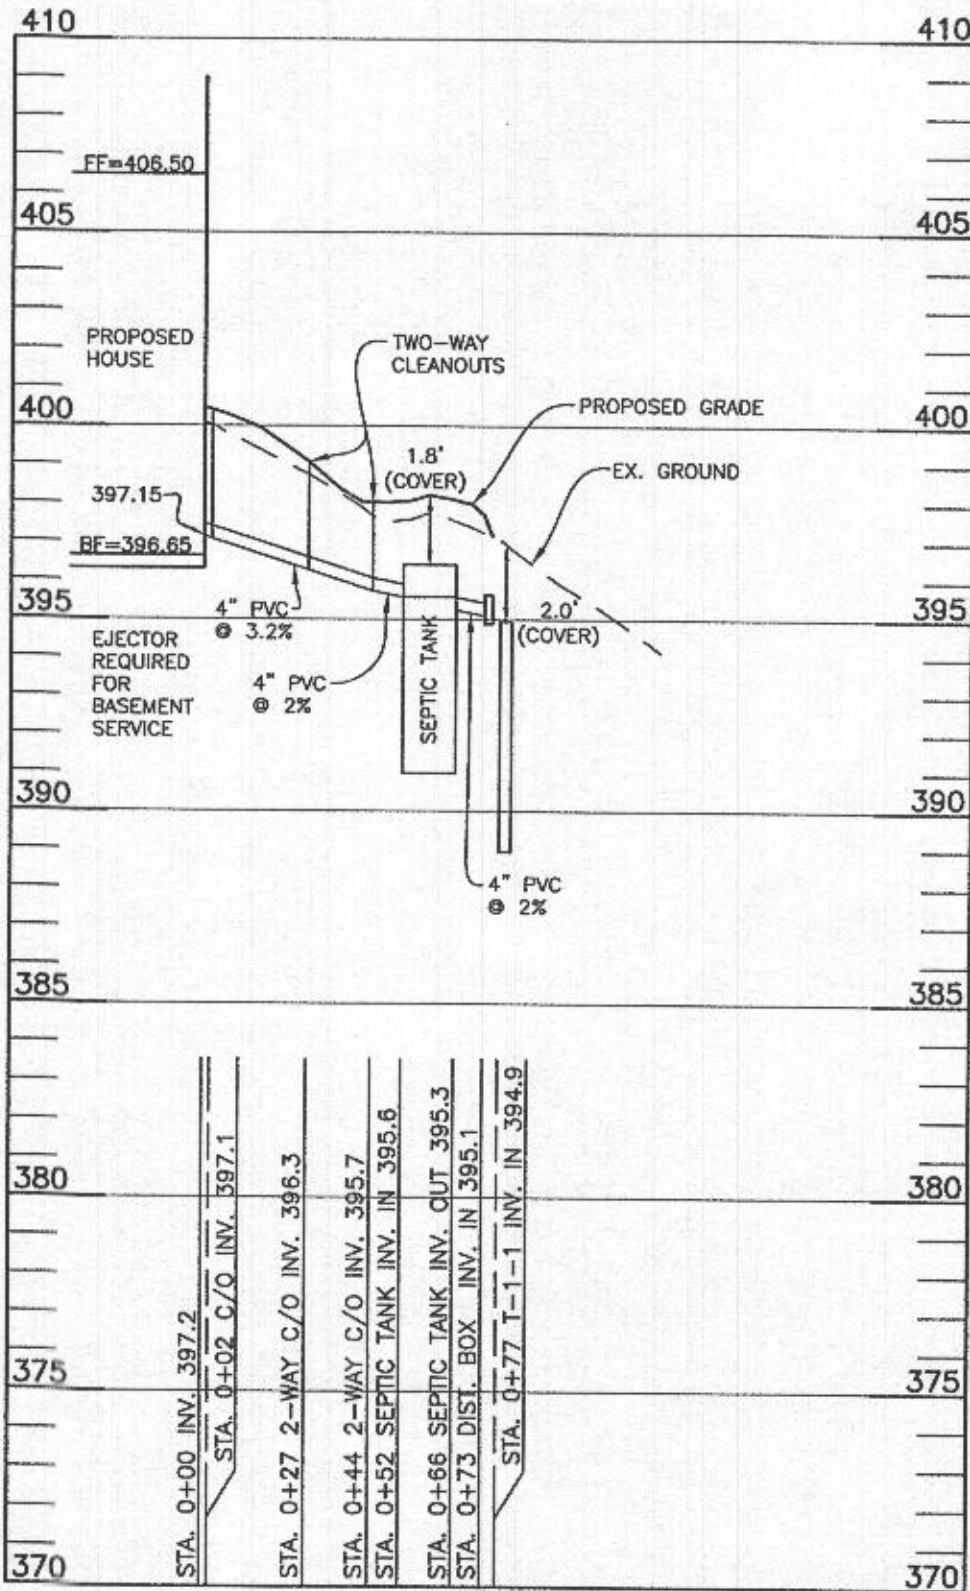 410 410
FF=406.50
405 405
PROPOSED
HOUSE
TWO-WAY
CLEANOUTS
400 400
PROPOSED GRADE
1.8'
(COVER)
EX. GROUND
397.15
BF=396.65
395 395
4" PVC
@ 3.2%
2.0'
(COVER)
EJECTOR
REQUIRED
FOR
BASEMENT
SERVICE
4" PVC
@ 2%
SEPTIC TANK
390 390
4" PVC
@ 2%
385 385
380 380
375 375
370 370
STA. 0+00 INV. 397.2
STA. 0+02 C/O INV. 397.1
STA. 0+27 2-WAY C/O INV. 396.3
STA. 0+44 2-WAY C/O INV. 395.7
STA. 0+52 SEPTIC TANK INV. IN 395.6
STA. 0+66 SEPTIC TANK INV. OUT 395.3
STA. 0+73 DIST. BOX INV. IN 395.1
STA. 0+77 T-1-1 INV. IN 394.9